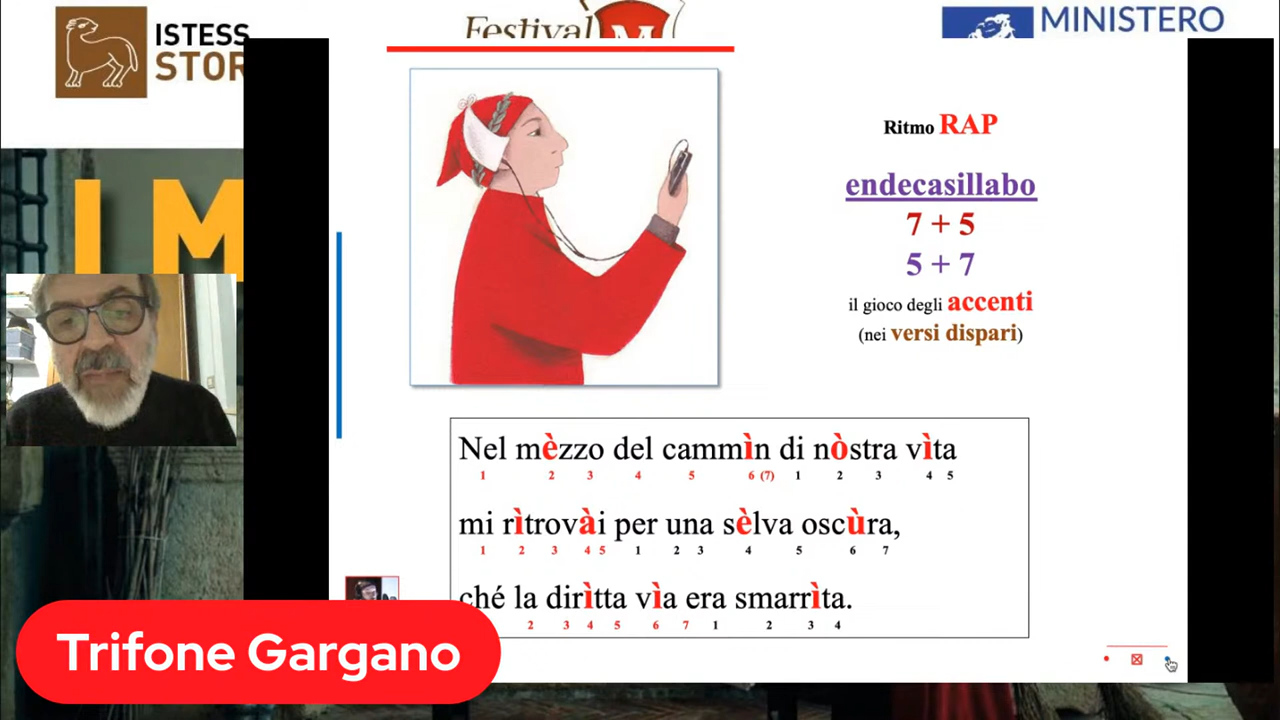 ISTESS
STOR
Festival M
MINISTERO
I M
Ritmo RAP
endecasillabo
7 + 5
5 + 7
il gioco degli accenti
(nei versi dispari)
Nel mèzzo del cammìn di nòstra vìta
1 2 3 4 5 6 (7) 1 2 3 4 5
mi rìtrovài per una sèlva oscùra,
1 2 3 4 5 1 2 3 4 5 6 7
ché la dirìtta vìa era smarrìta.
2 3 4 5 6 7 1 2 3 4
Trifone Gargano